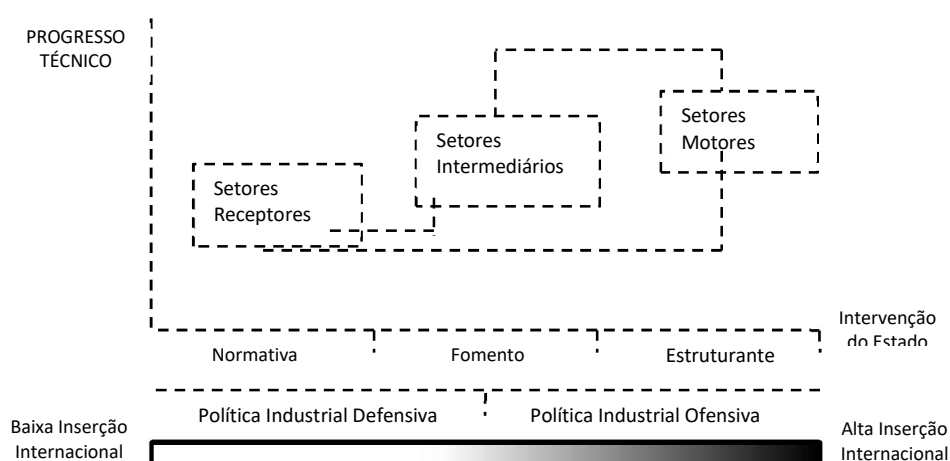 PROGRESSO
TÉCNICO
Setores
Motores
Setores
Intermediários
Setores
Receptores
Intervenção
do Estado
Normativa
Fomento
Estruturante
Política Industrial Defensiva
Política Industrial Ofensiva
Baixa Inserção
Internacional
Alta Inserção
Internacional